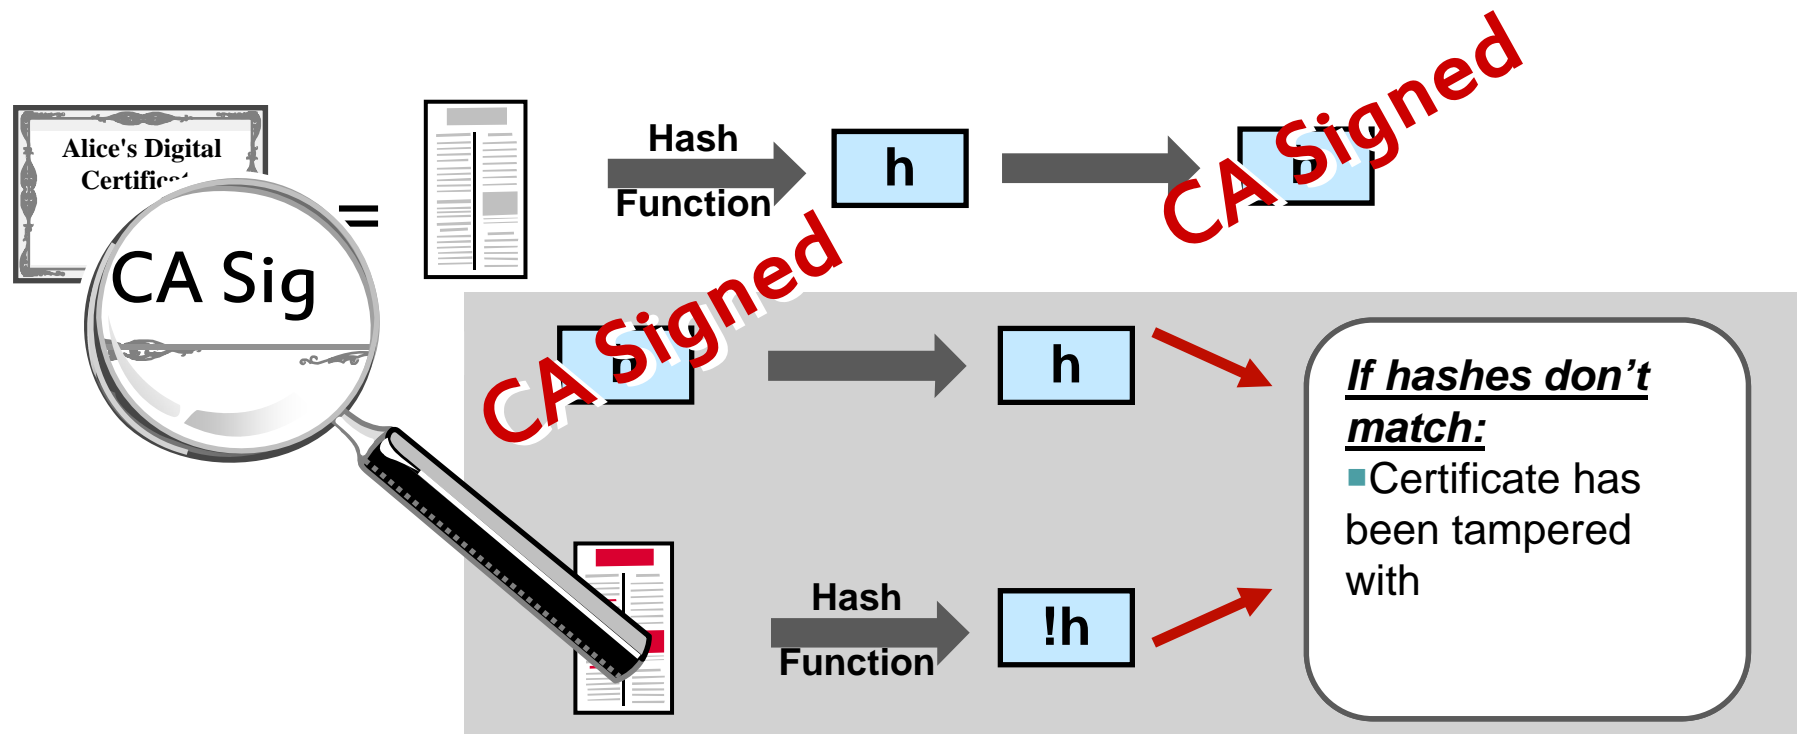 Alice's Digital
Certificat
CA Sig
=
Hash
Function
h
CA Signed
h
CA Signed
h
h
Hash
Function
!h
If hashes don’t
match:
▪Certificate has
been tampered
with